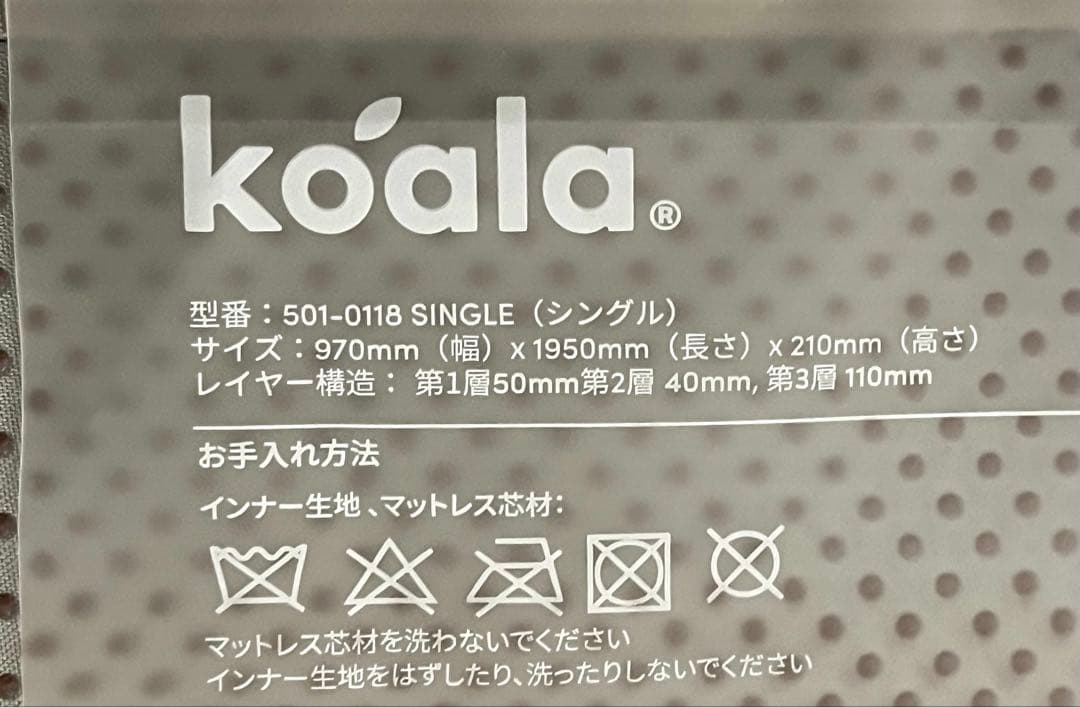 koala®
型番：501-0118 SINGLE（シングル）
サイズ：970mm（幅）x 1950mm（長さ）x 210mm（高さ）
レイヤー構造： 第1層50mm第2層 40mm, 第3層 110mm
お手入れ方法
インナー生地、マットレス芯材：
マットレス芯材を洗わないでください
インナー生地をはずしたり、洗ったりしないでください